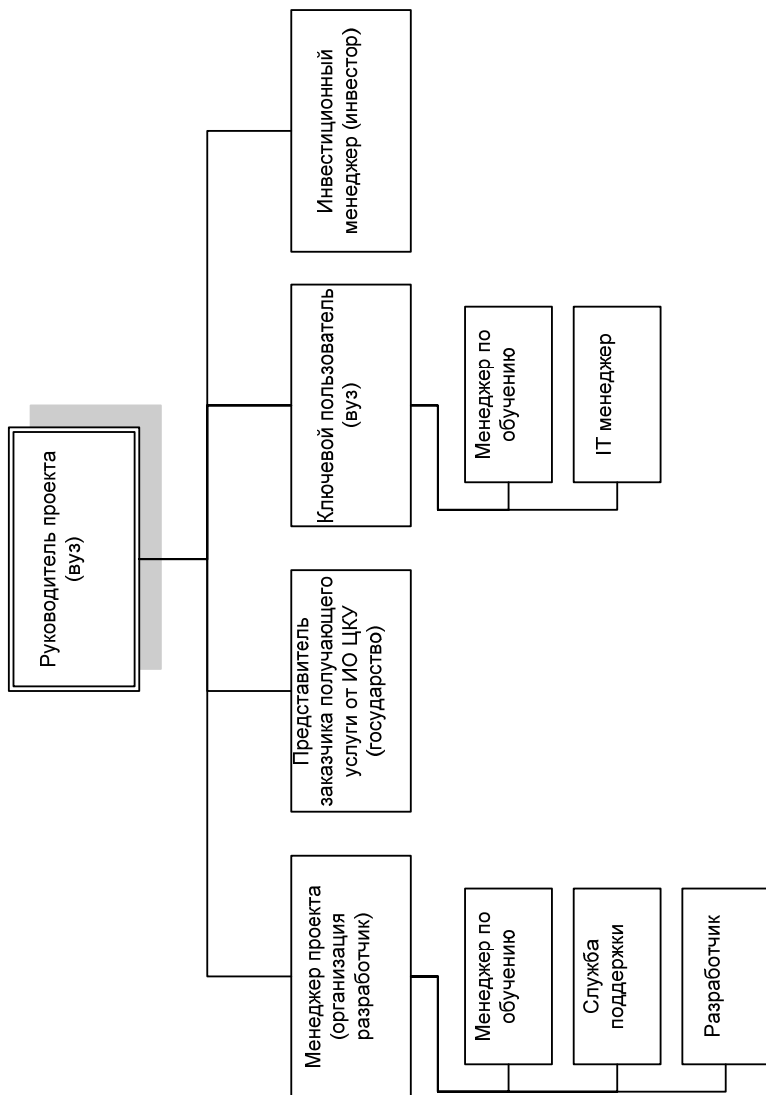 Руководитель проекта
(вуз)
Менеджер проекта
(организация
разработчик)
Менеджер по
обучению
Служба
поддержки
Разработчик
Представитель
заказчика получающего
услуги от ИО ЦКУ
(государство)
Ключевой пользователь
(вуз)
Менеджер по
обучению
IT менеджер
Инвестиционный
менеджер (инвестор)